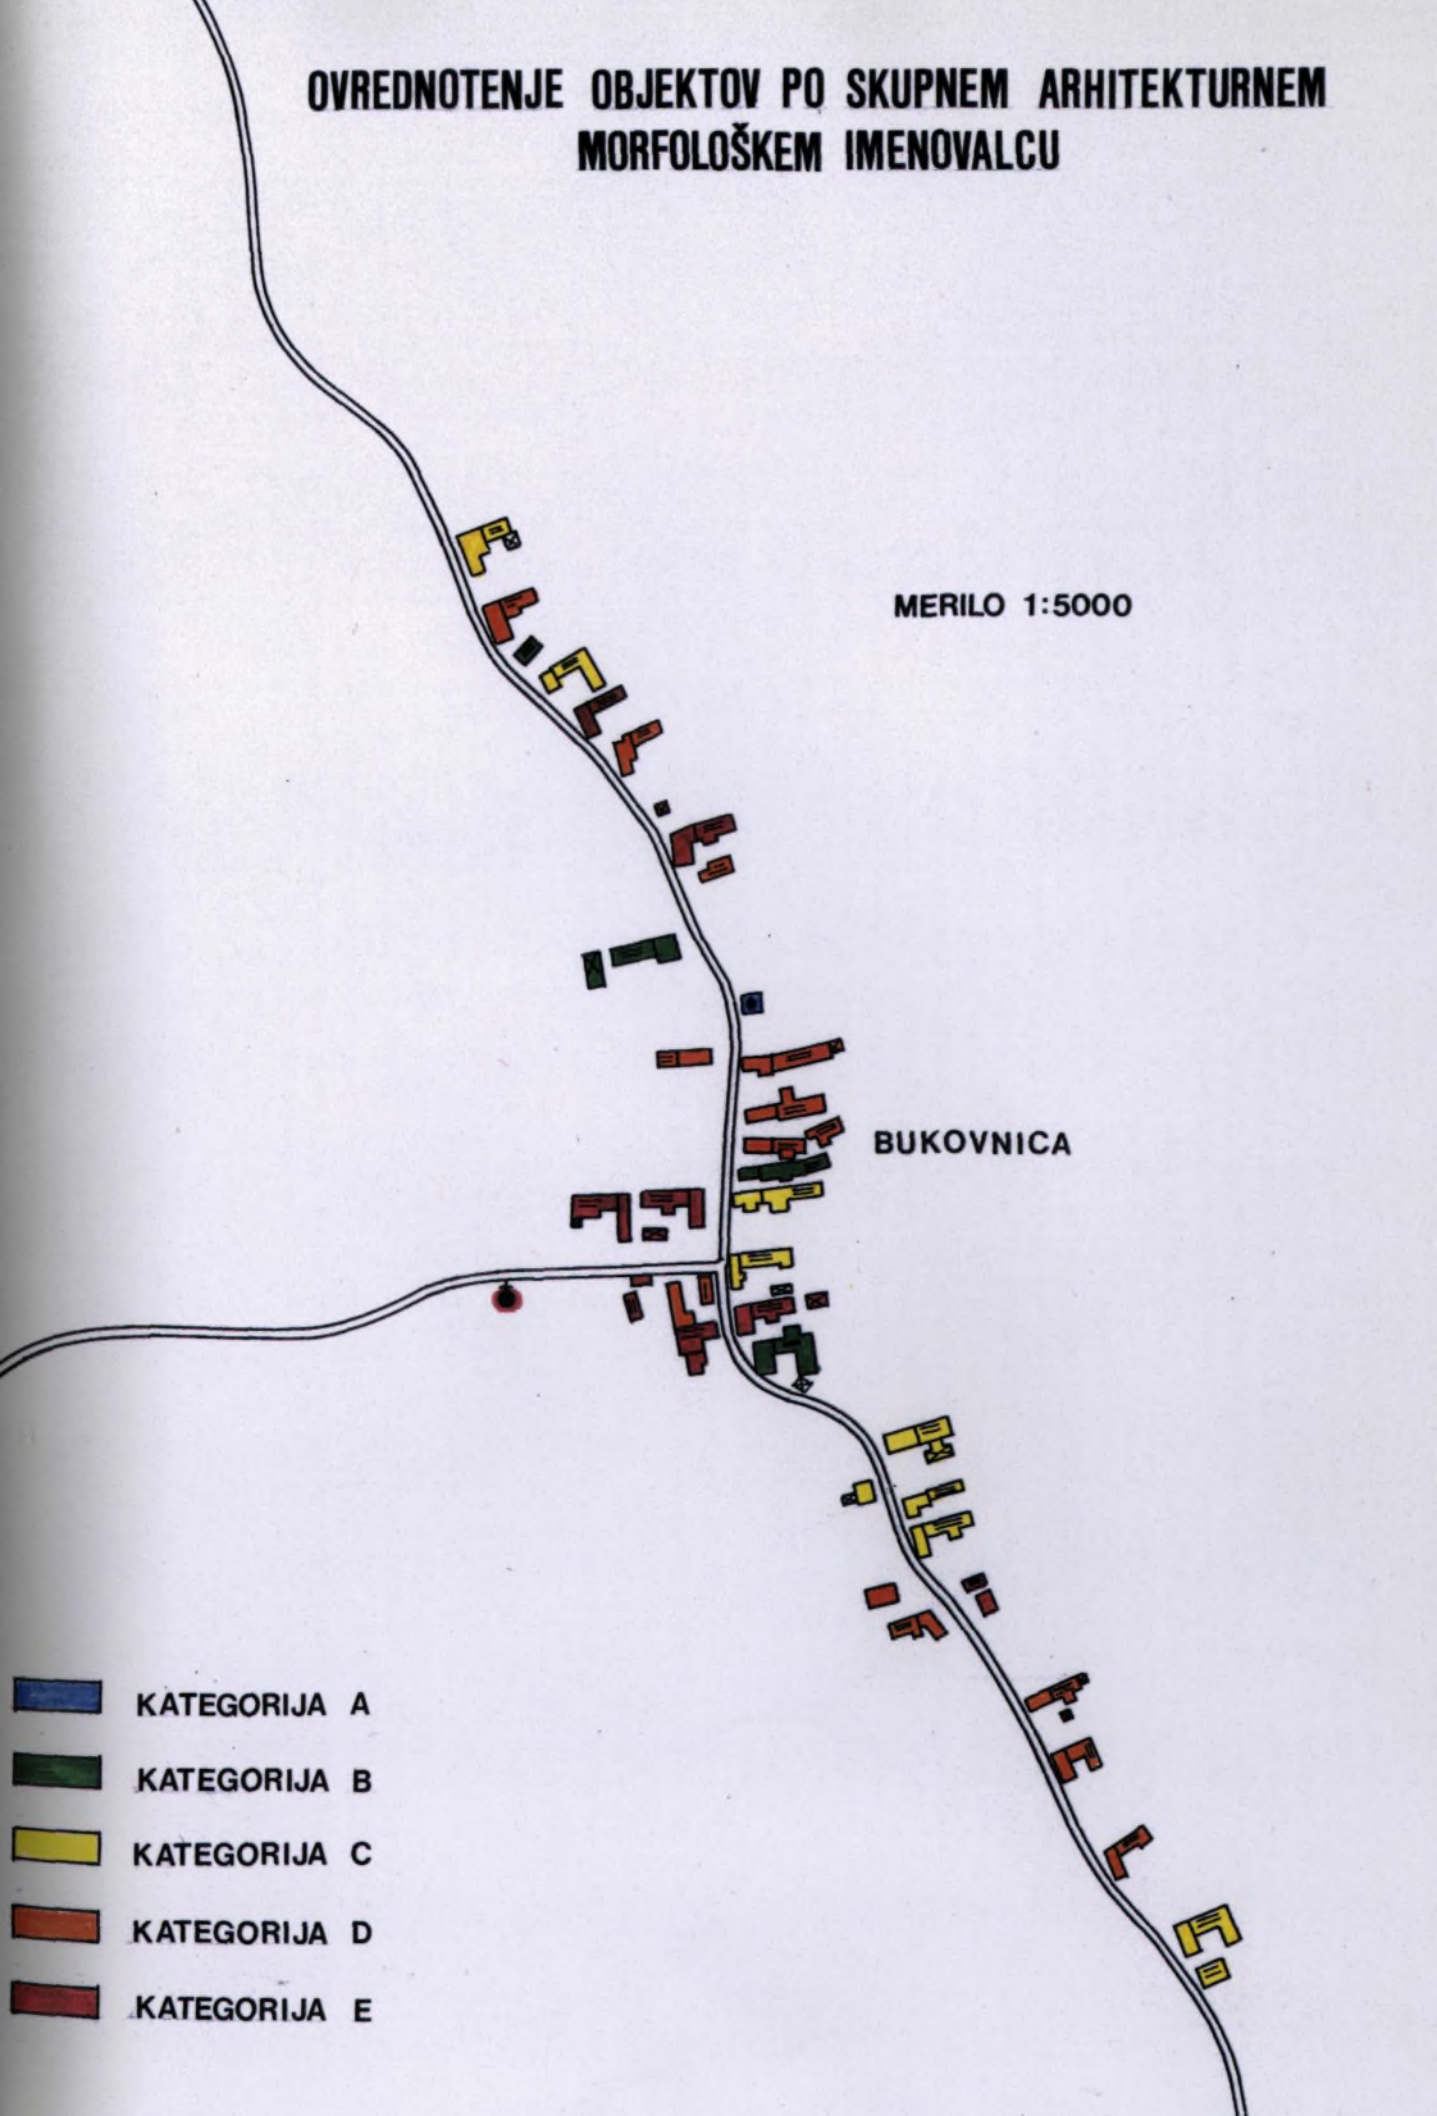 OVREDNOTENJE OBJEKTOV PO SKUPNEM ARHITEKTURNEM
MORFOLOŠKEM IMENOVALCU
MERILO 1:5000
BUKOVNICA
KATEGORIJA A
KATEGORIJA B
KATEGORIJA C
KATEGORIJA D
KATEGORIJA E